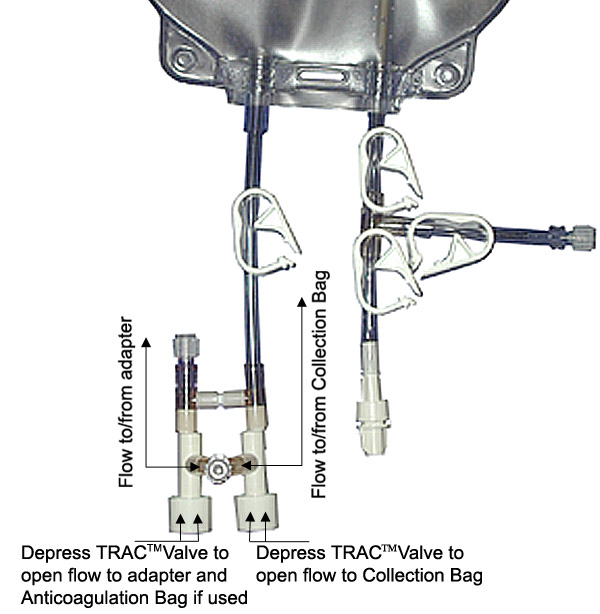 Flow to/from adapter
Flow to/from Collection Bag
Depress TRAC™Valve to
open flow to adapter and
Anticoagulation Bag if used
Depress TRAC™Valve to
open flow to Collection Bag